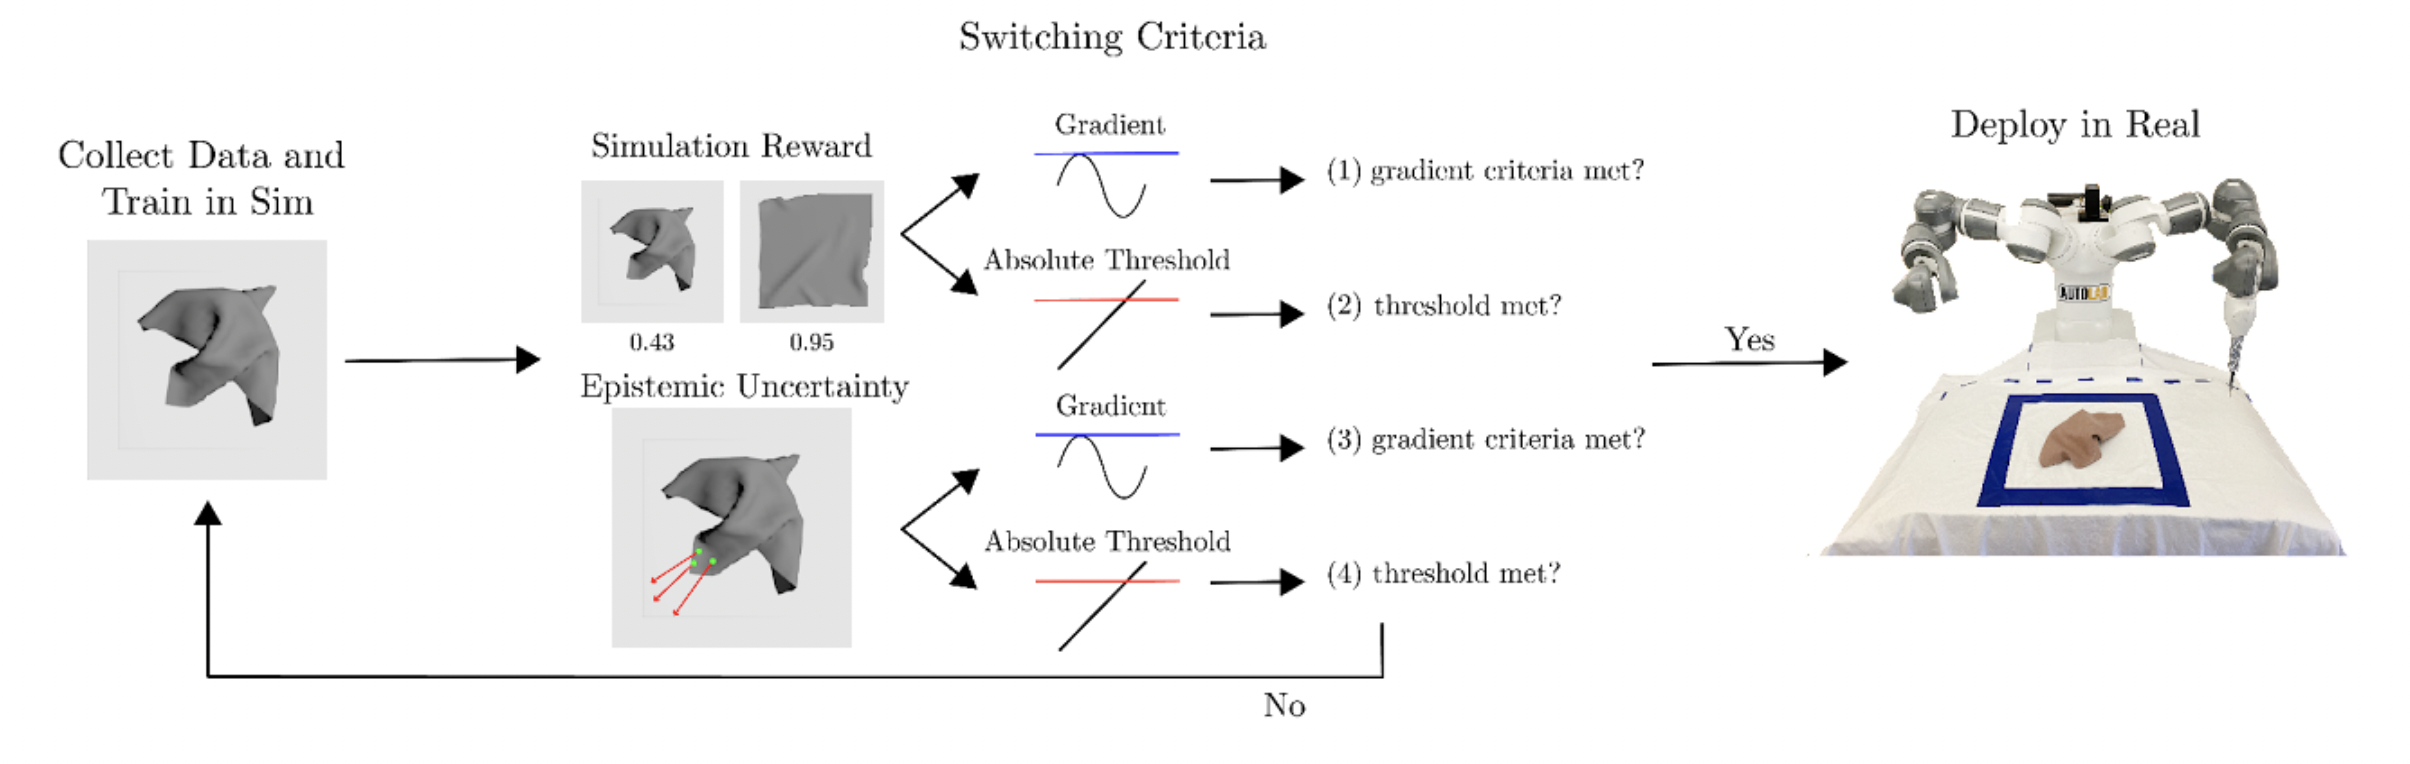 Switching Criteria
Collect Data and
Train in Sim
Simulation Reward
0.43
0.95
Epistemic Uncertainty
Gradient
(1) gradient criteria met?
Absolute Threshold
(2) threshold met?
Gradient
(3) gradient criteria met?
Absolute Threshold
(4) threshold met?
No
Yes
Deploy in Real
AUTOLAB